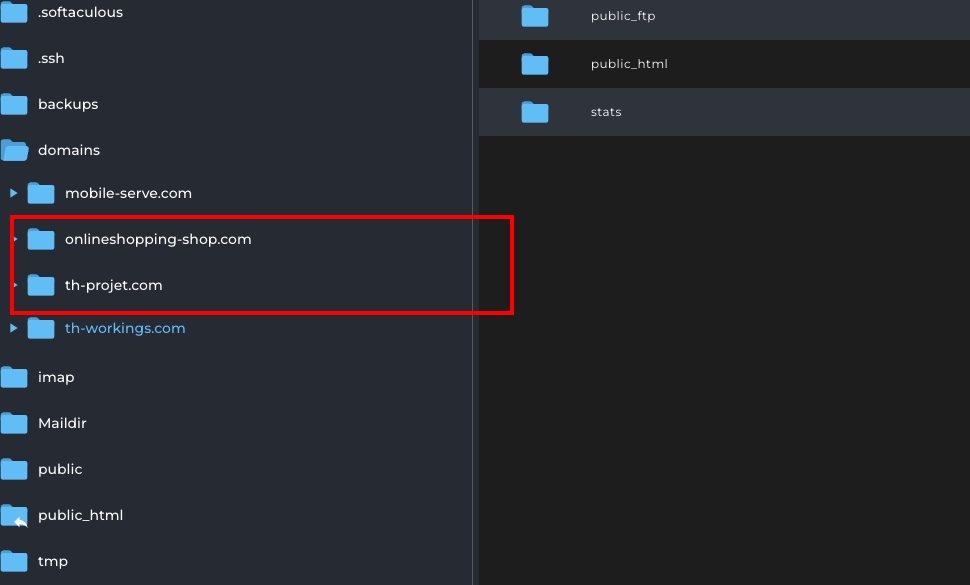 .softaculous
.ssh
backups
domains
mobile-serve.com
onlineshopping-shop.com
th-projet.com
th-workings.com
imap
Maildir
public
public_html
tmp
public_ftp
public_html
stats